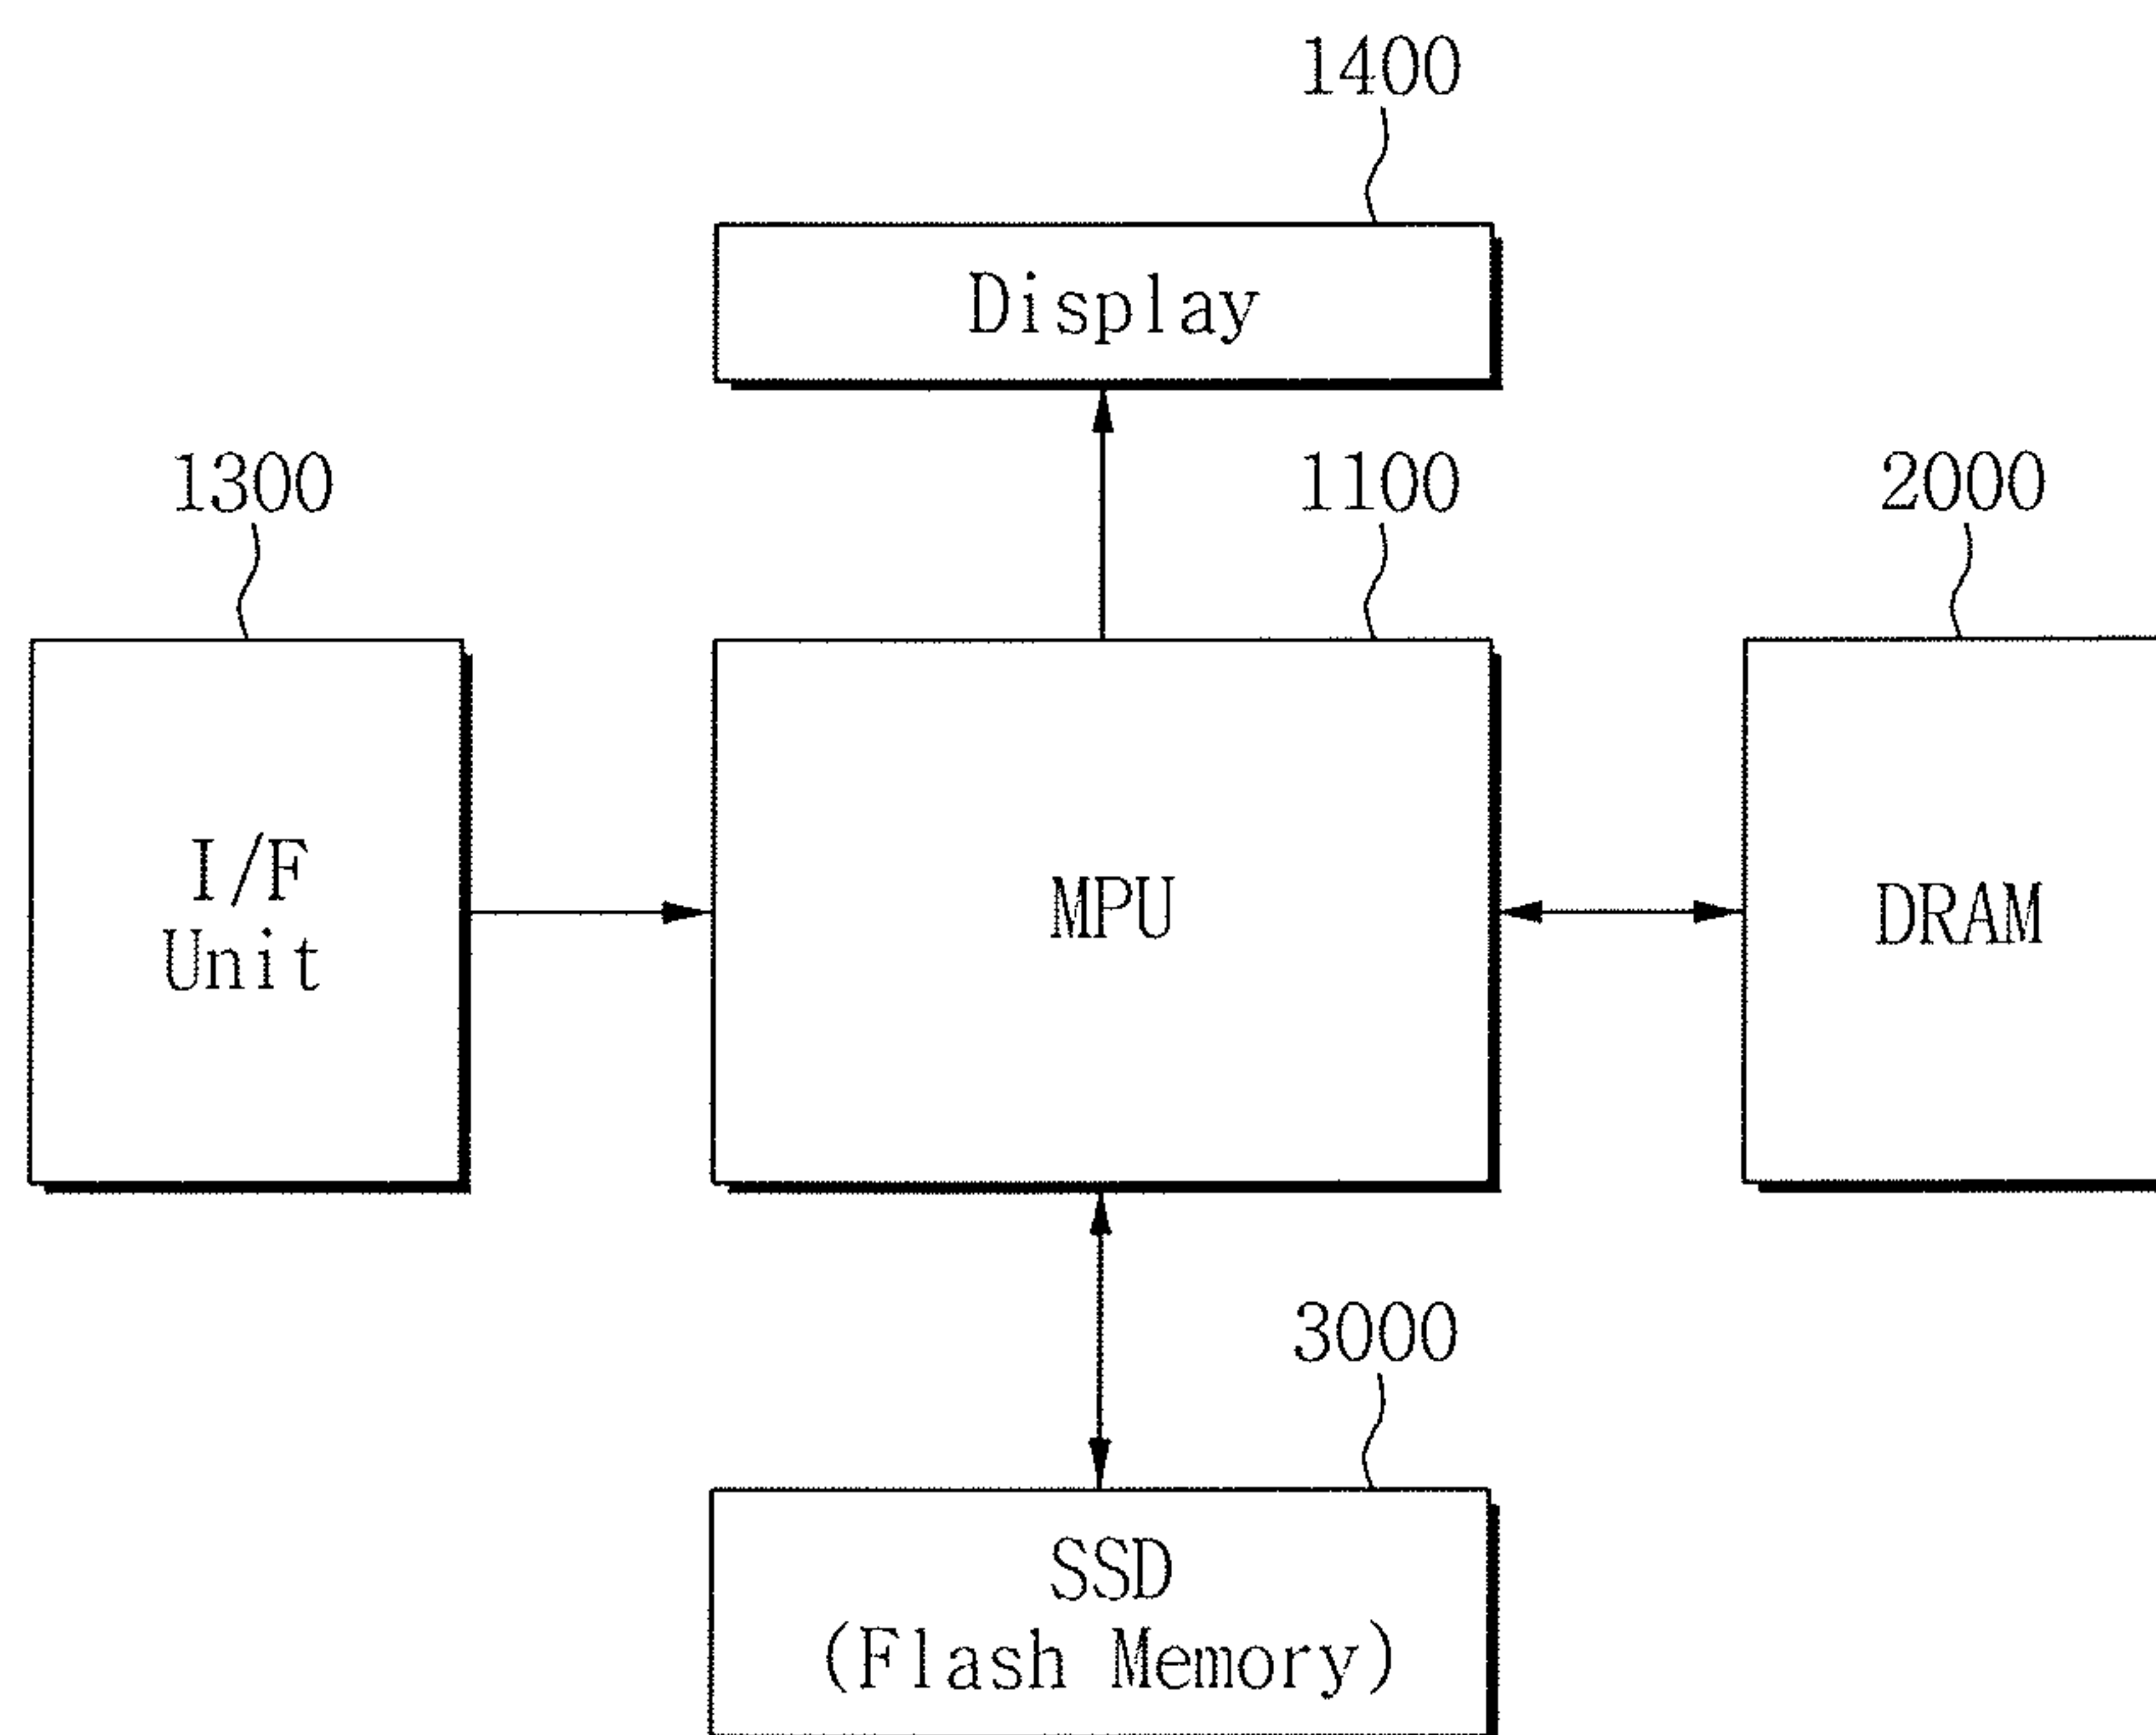 1400
Display
1300
1100
2000
I/F
Unit
MPU
DRAM
3000
SSD
(Flash Memory)